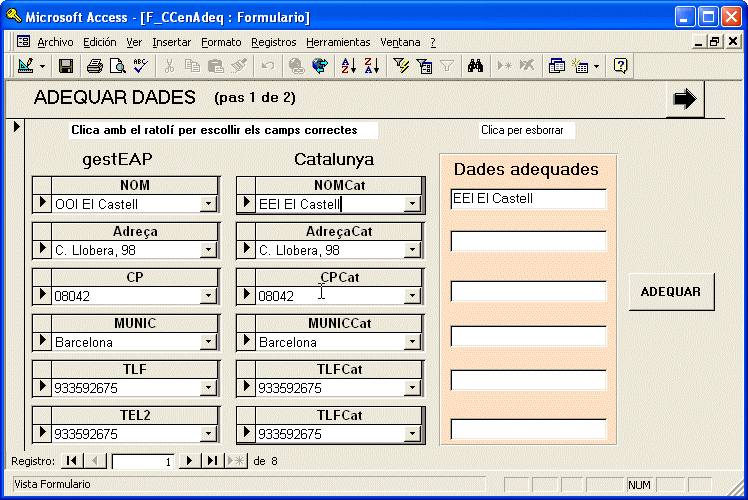 Microsoft Access - [F_CCenAdeq : Formulario]
Archivo Edición Ver Insertar Formato Registros Herramientas Ventana ?
ADEQUAR DADES (pas 1 de 2)
Clica amb el ratolí per escollir els camps correctes
Clica per esborrar
gestEAP
Catalunya
Dades adequades
NOM
NOMCat
OOI El Castell
EEI El Castell
EEI El Castell
Adreça
AdreçaCat
C. Llobera, 98
C. Llobera, 98
CP
CPCat
08042
08042
ADEQUAR
MUNIC
MUNICCat
Barcelona
Barcelona
TLF
TLFCat
933592675
933592675
TEL2
TLFCat
933592675
933592675
Registro: 1 de 8
Vista Formulario
NUM